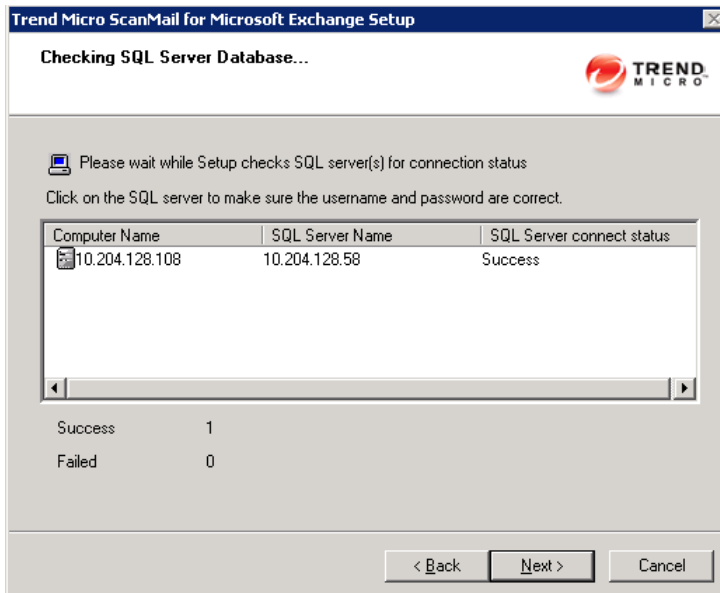 Trend Micro ScanMail for Microsoft Exchange Setup
Checking SQL Server Database...
TREND
MICRO
Please wait while Setup checks SQL server(s) for connection status
Click on the SQL server to make sure the username and password are correct.
Computer Name SQL Server Name SQL Server connect status
10.204.128.108 10.204.128.58 Success
Success 1
Failed 0
< Back Next > Cancel